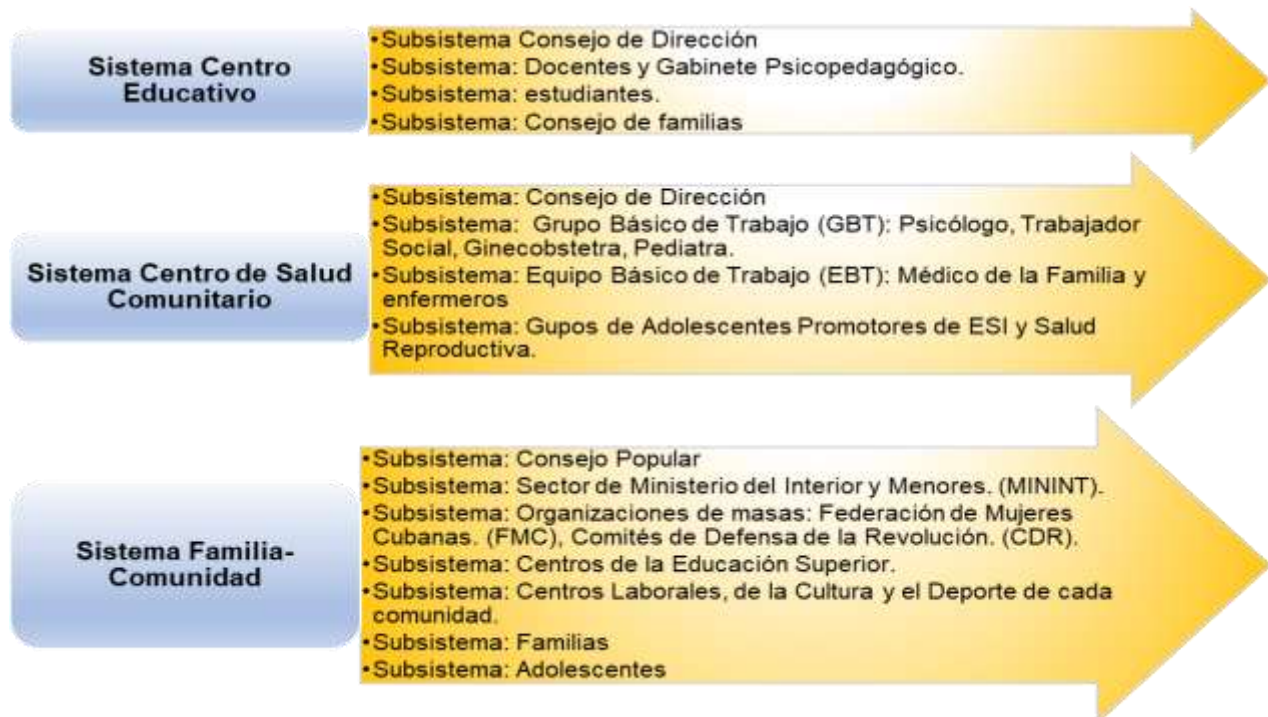 Sistema Centro
Educativo
•Subsistema Consejo de Dirección
•Subsistema: Docentes y Gabinete Psicopedagógico.
•Subsistema: estudiantes.
•Subsistema: Consejo de familias
Sistema Centro de Salud
Comunitario
•Subsistema: Consejo de Dirección
•Subsistema: Grupo Básico de Trabajo (GBT): Psicólogo, Trabajador
Social, Ginecobstetra, Pediatra.
•Subsistema: Equipo Básico de Trabajo (EBT): Médico de la Familia y
enfermeros
•Subsistema: Gupos de Adolescentes Promotores de ESI y Salud
Reproductiva.
Sistema Familia-
Comunidad
•Subsistema: Consejo Popular
•Subsistema: Sector de Ministerio del Interior y Menores. (MININT).
•Subsistema: Organizaciones de masas: Federación de Mujeres
Cubanas. (FMC), Comités de Defensa de la Revolución. (CDR).
•Subsistema: Centros de la Educación Superior.
•Subsistema: Centros Laborales, de la Cultura y el Deporte de cada
comunidad.
•Subsistema: Familias
•Subsistema: Adolescentes